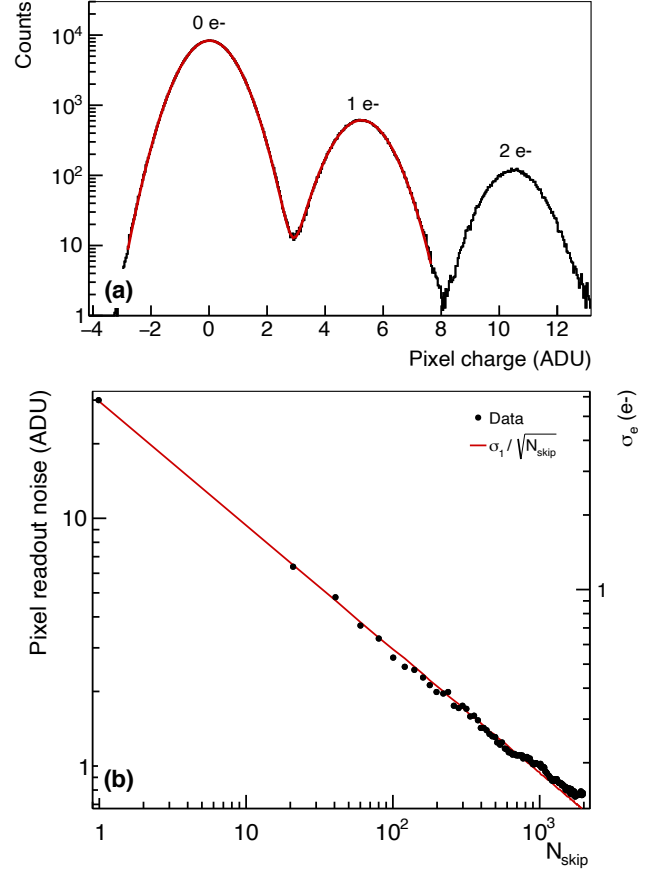 Counts
10⁴
10³
10²
10
1
0 e-
1 e-
2 e-
(a)
−4 −2 0 2 4 6 8 10 12
Pixel charge (ADU)
Pixel readout noise (ADU)
10
1
Data
σ₁ / √N_skip
σ_e (e-)
1
(b)
1 10 10² 10³
N_skip